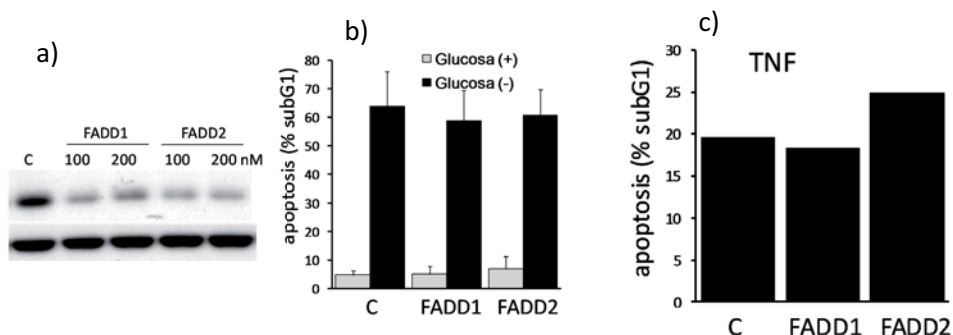 a)
FADD1 FADD2
C 100 200 100 200 nM
b)
Glucosa (+)
Glucosa (-)
apoptosis (% subG1)
80
70
60
50
40
30
20
10
0
C FADD1 FADD2
c)
TNF
apoptosis (% subG1)
30
25
20
15
10
5
0
C FADD1 FADD2